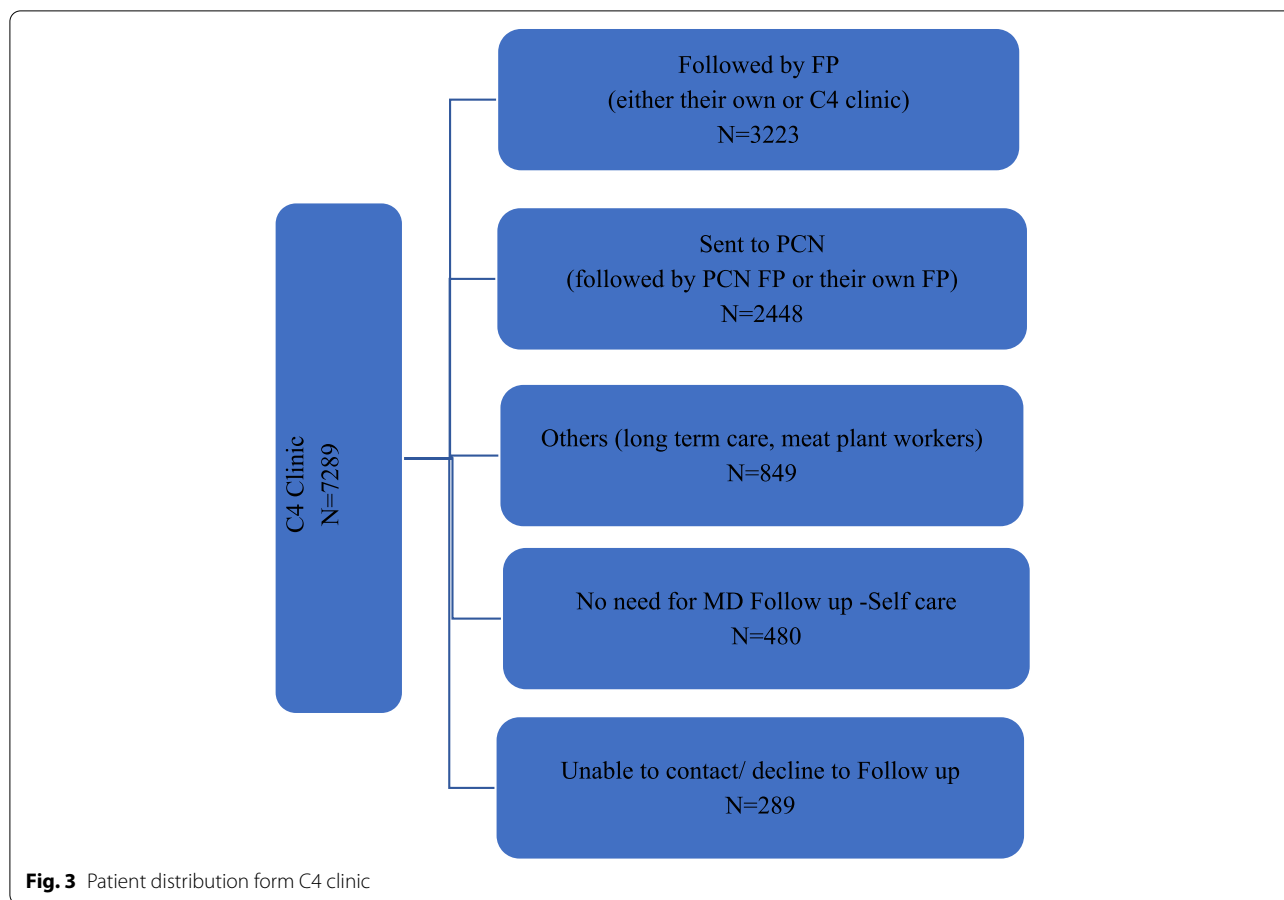 C4 Clinic
N=7289
Followed by FP
(either their own or C4 clinic)
N=3223
Sent to PCN
(followed by PCN FP or their own FP)
N=2448
Others (long term care, meat plant workers)
N=849
No need for MD Follow up -Self care
N=480
Unable to contact/ decline to Follow up
N=289
Fig. 3 Patient distribution form C4 clinic